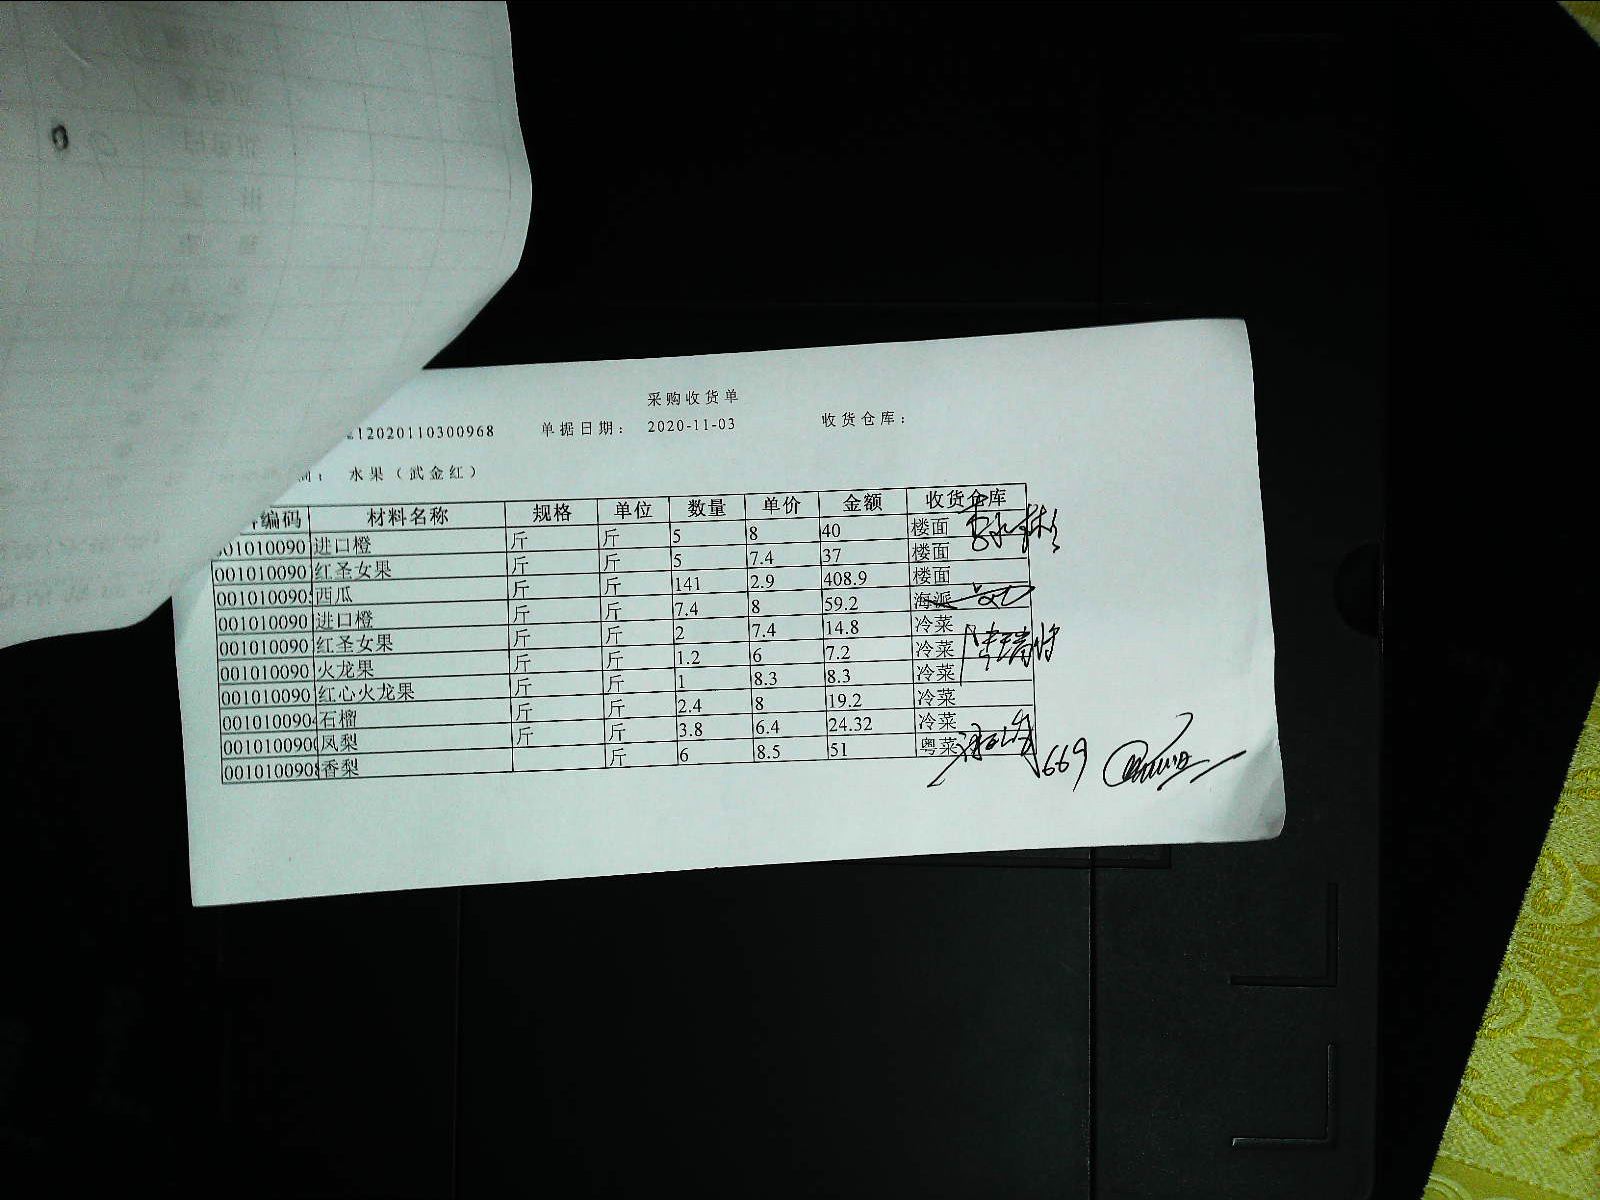 采购收货单
12020110300968 单据日期： 2020-11-03 收货仓库：
水果（武金红）
编码 材料名称 规格 单位 数量 单价 金额 收货仓库
001010090 进口橙 斤 斤 5 8 40 楼面
001010090 红圣女果 斤 斤 5 7.4 37 楼面
001010090 西瓜 斤 斤 141 2.9 408.9 楼面
001010090 进口橙 斤 斤 7.4 8 59.2 海派
001010090 红圣女果 斤 斤 2 7.4 14.8 冷菜
001010090 火龙果 斤 斤 1.2 6 7.2 冷菜
001010090 红心火龙果 斤 斤 1 8.3 8.3 冷菜
001010090 石榴 斤 斤 2.4 8 19.2 冷菜
001010090 凤梨 斤 斤 3.8 6.4 24.32 冷菜
001010090 香梨 斤 6 8.5 51 粤菜
669